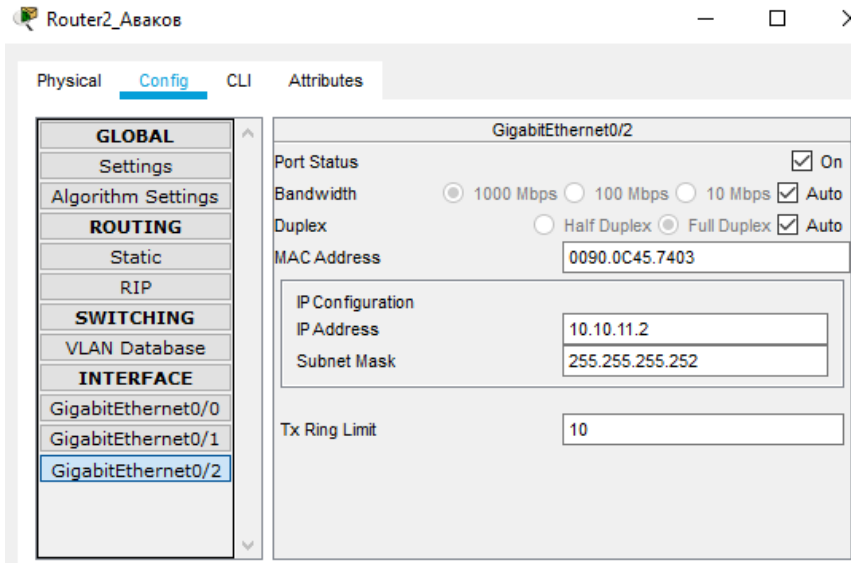 Router2_Аваков
Physical Config CLI Attributes
GLOBAL
Settings
Algorithm Settings
ROUTING
Static
RIP
SWITCHING
VLAN Database
INTERFACE
GigabitEthernet0/0
GigabitEthernet0/1
GigabitEthernet0/2
GigabitEthernet0/2
Port Status On
Bandwidth 1000 Mbps 100 Mbps 10 Mbps Auto
Duplex Half Duplex Full Duplex Auto
MAC Address 0090.0C45.7403
IP Configuration
IP Address 10.10.11.2
Subnet Mask 255.255.255.252
Tx Ring Limit 10